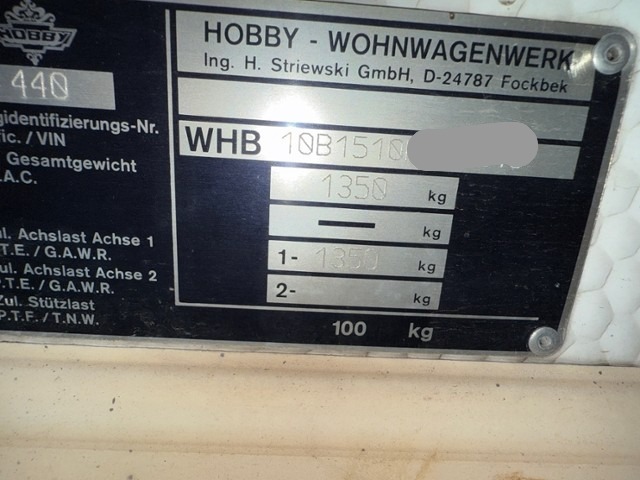 HOBBY
HOBBY - WOHNWAGENWERK
Ing. H. Striewski GmbH, D-24787 Fockbek
440
gidentifizierungs-Nr.
fic. / VIN
WHB 10B1510
Gesamtgewicht
.A.C.
1350 kg
— kg
ul. Achslast Achse 1
P.T.E. / G.A.W.R.
1- 1350 kg
ul. Achslast Achse 2
P.T.E. / G.A.W.R.
2- kg
Zul. Stützlast
P.T.F. / T.N.W.
100 kg